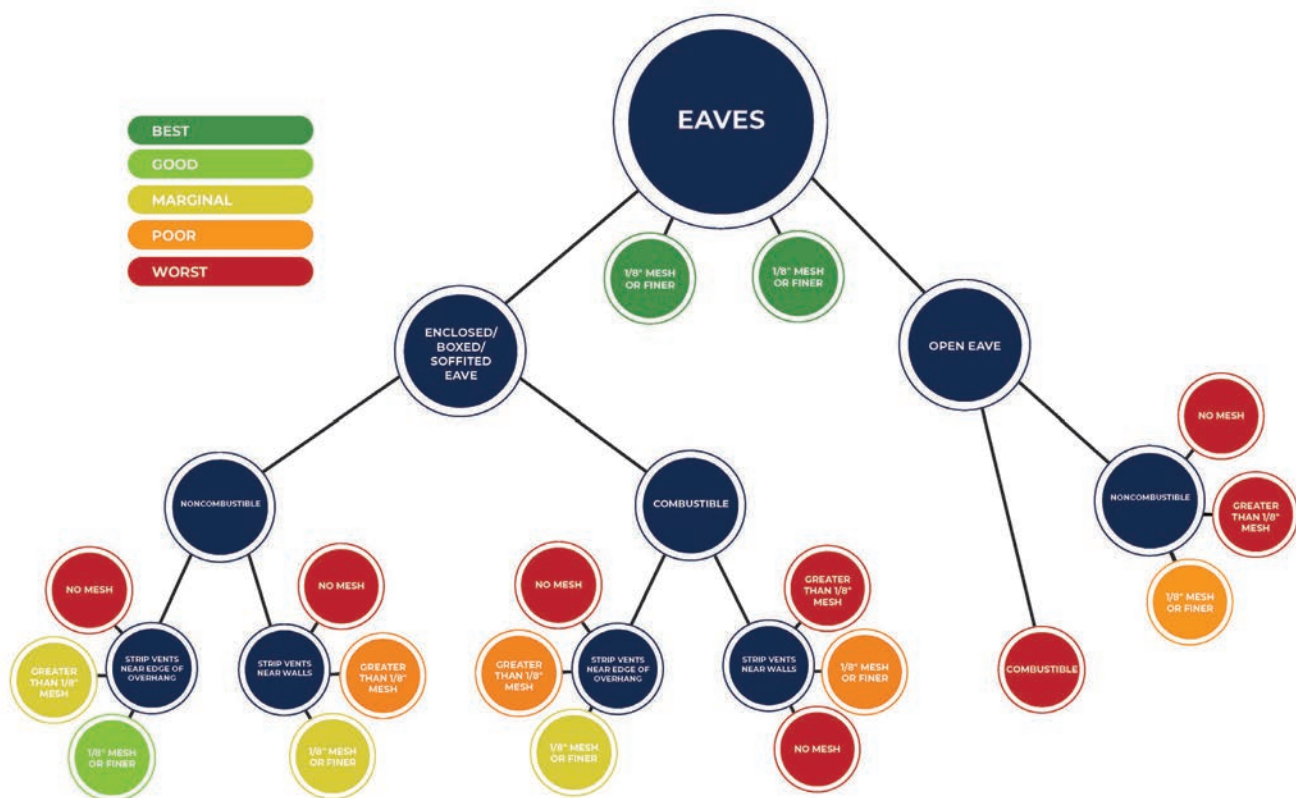 EAVES
BEST
GOOD
MARGINAL
POOR
WORST
1/8" MESH
OR FINER
1/8" MESH
OR FINER
ENCLOSED/
BOXED/
SOFFITED
EAVE
OPEN EAVE
NONCOMBUSTIBLE
COMBUSTIBLE
NONCOMBUSTIBLE
NO MESH
GREATER
THAN 1/8"
MESH
1/8" MESH
OR FINER
NO MESH
GREATER
THAN 1/8"
MESH
1/8" MESH
OR FINER
STRIP VENTS
NEAR EDGE OF
OVERHANG
NO MESH
STRIP VENTS
NEAR WALLS
GREATER
THAN 1/8"
MESH
1/8" MESH
OR FINER
NO MESH
GREATER
THAN 1/8"
MESH
1/8" MESH
OR FINER
STRIP VENTS
NEAR EDGE OF
OVERHANG
GREATER
THAN 1/8"
MESH
STRIP VENTS
NEAR WALLS
1/8" MESH
OR FINER
NO MESH
COMBUSTIBLE